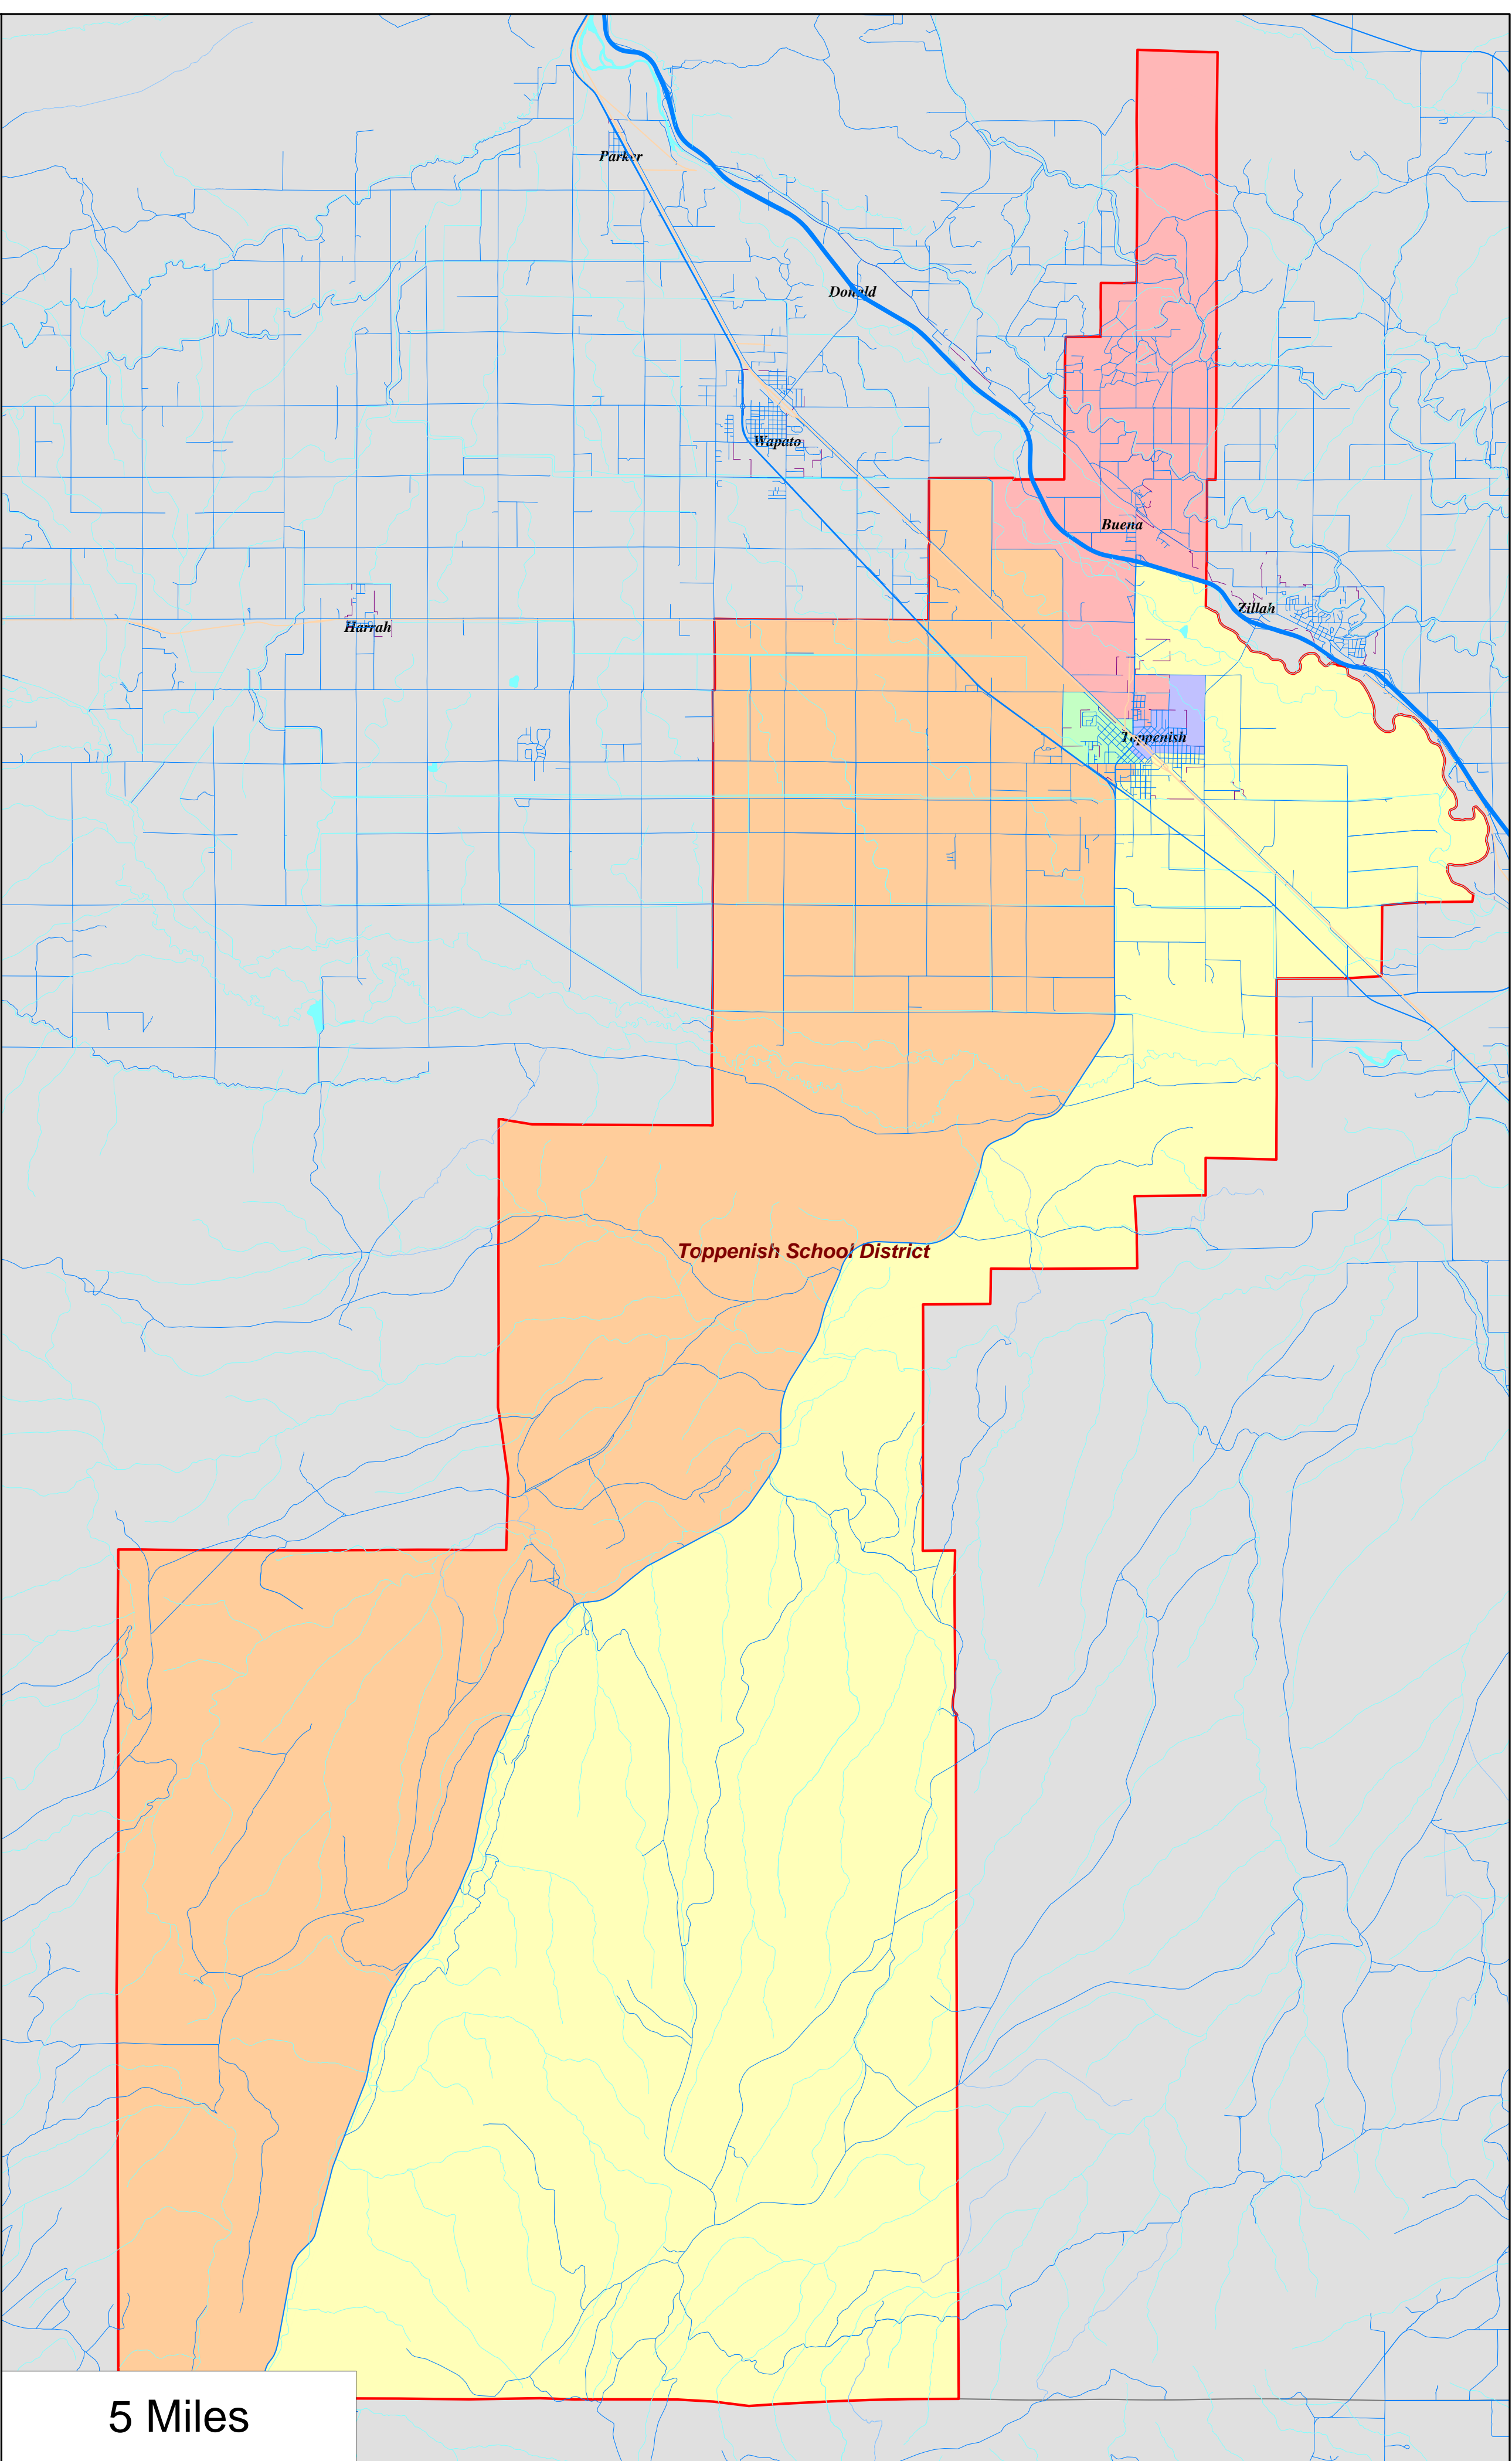 Parker
Donald
Wapato
Buena
Zillah
Harrah
Toppenish
Toppenish School District
5 Miles